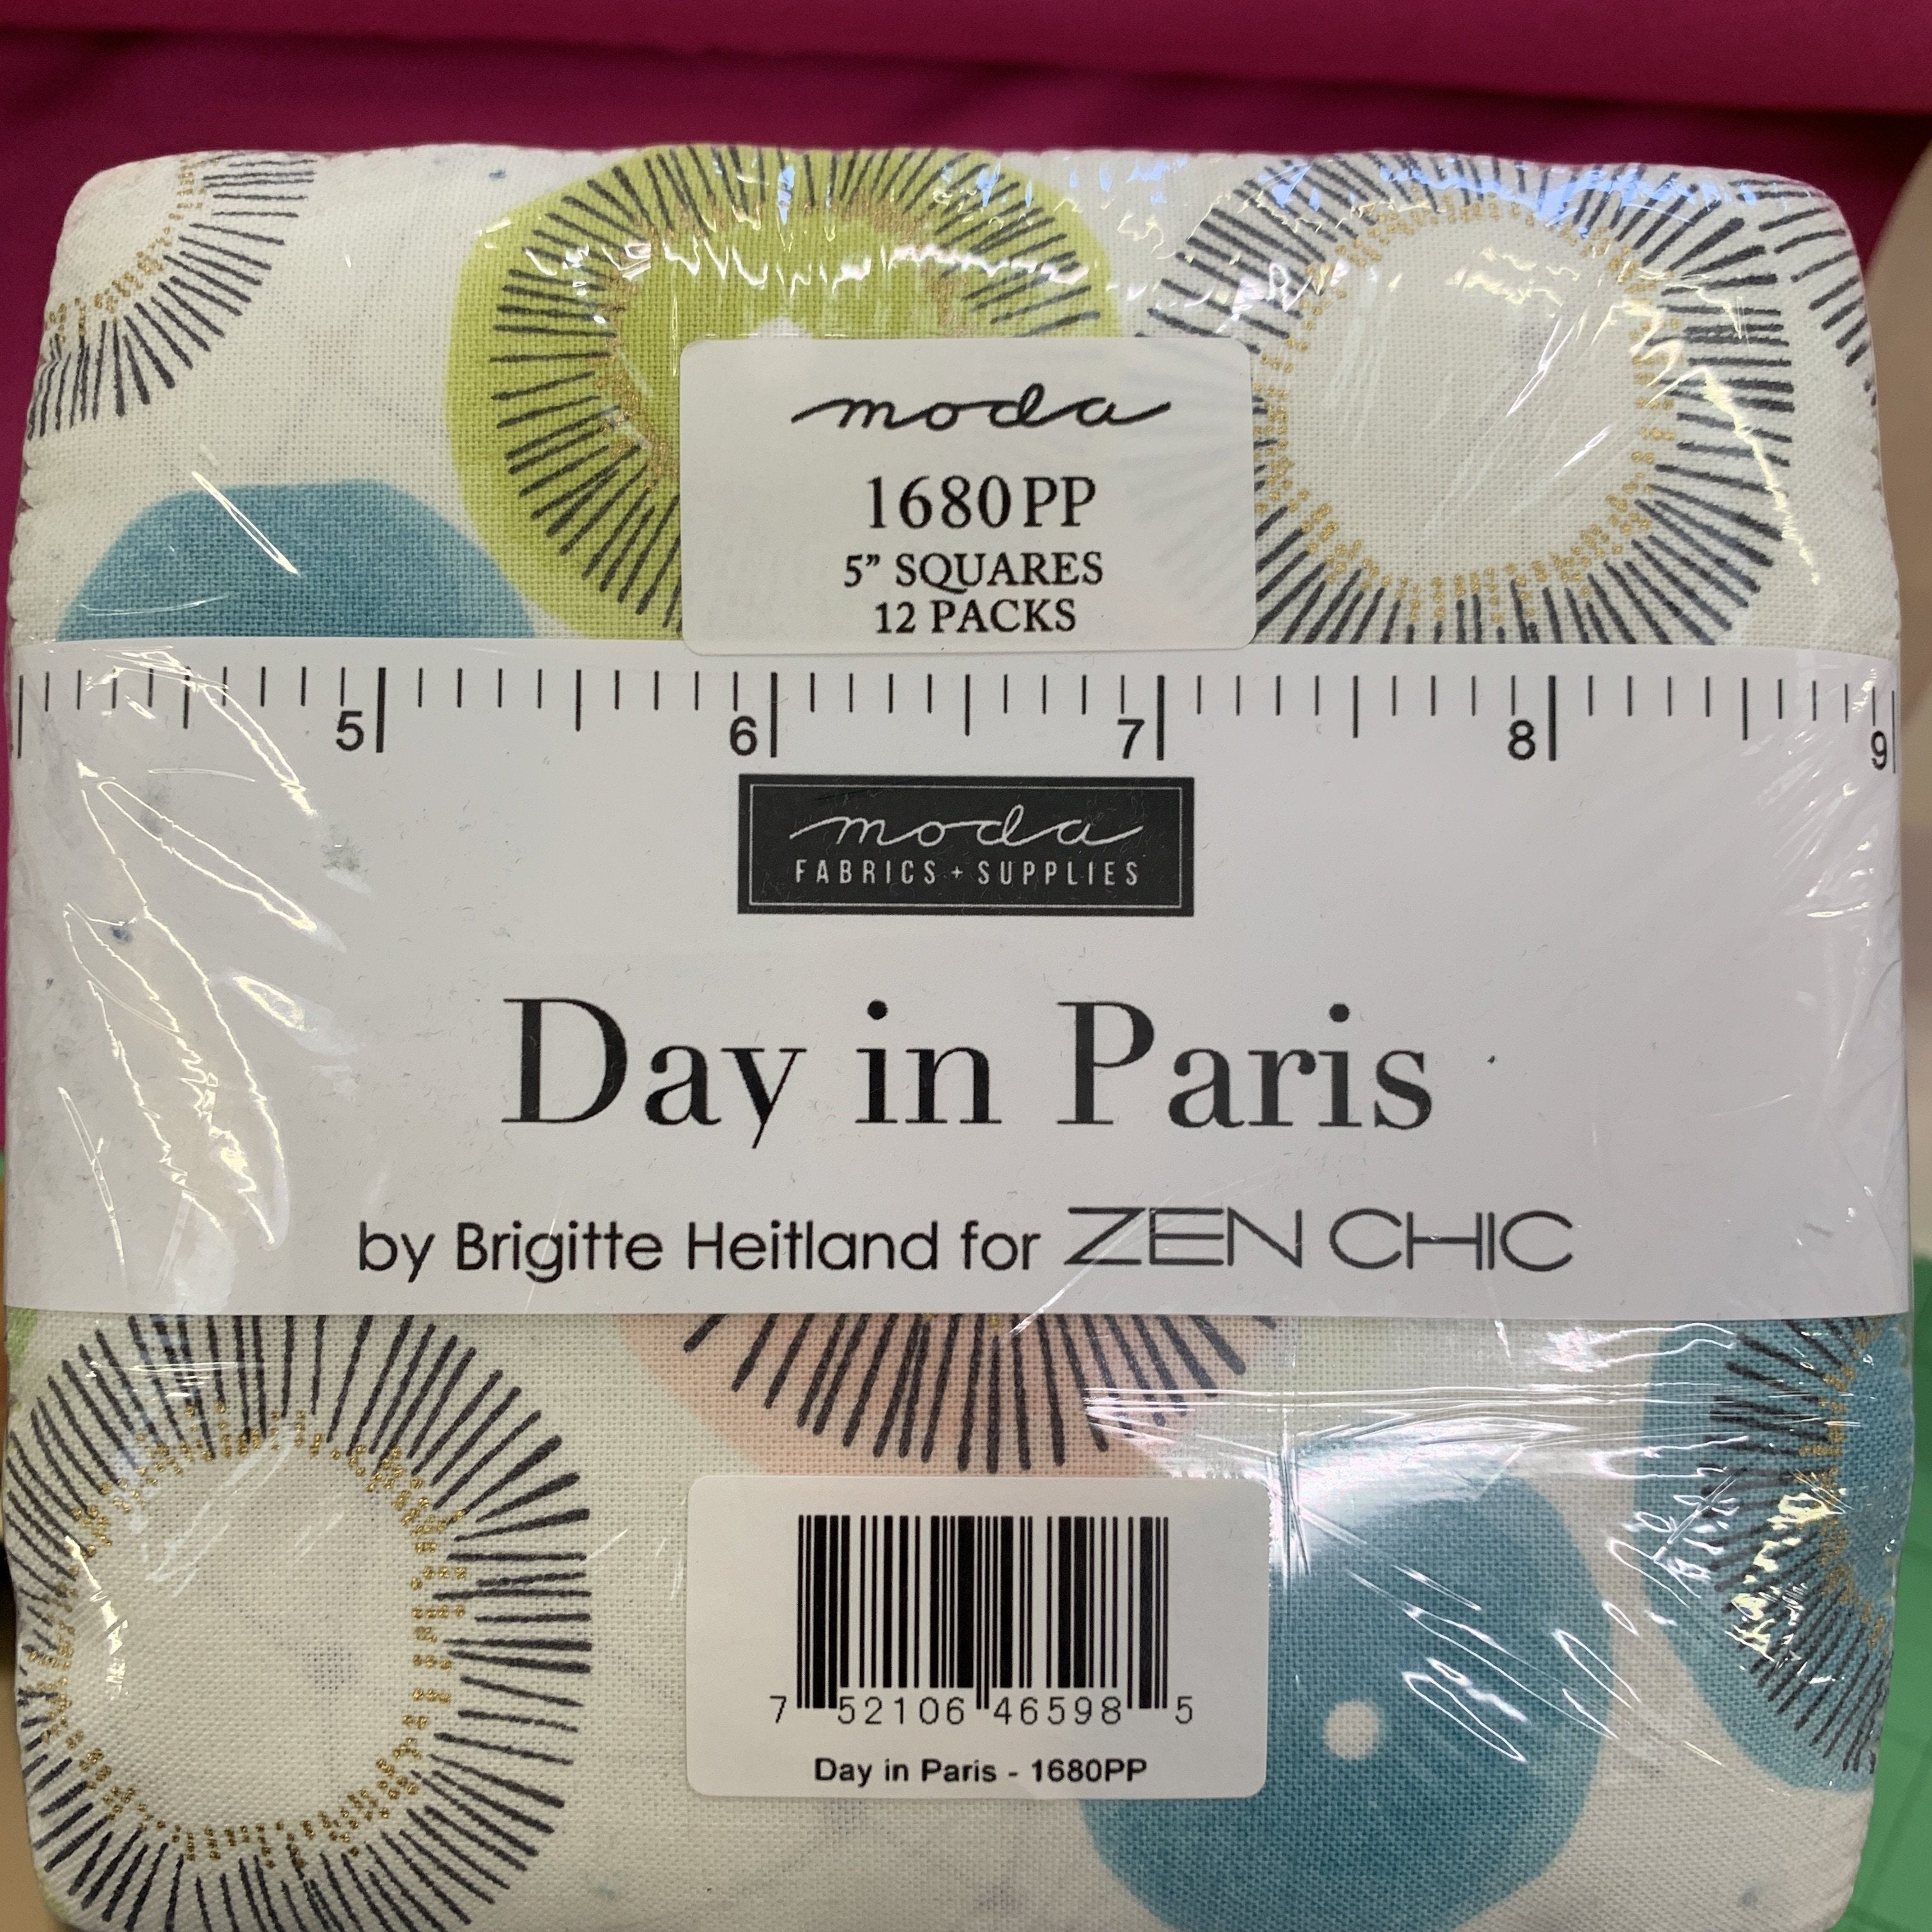 moda
1680PP
5” SQUARES
12 PACKS
5 6 7 8 9
moda
FABRICS + SUPPLIES
Day in Paris
by Brigitte Heitland for ZEN CHIC
7 52106 46598 5
Day in Paris - 1680PP